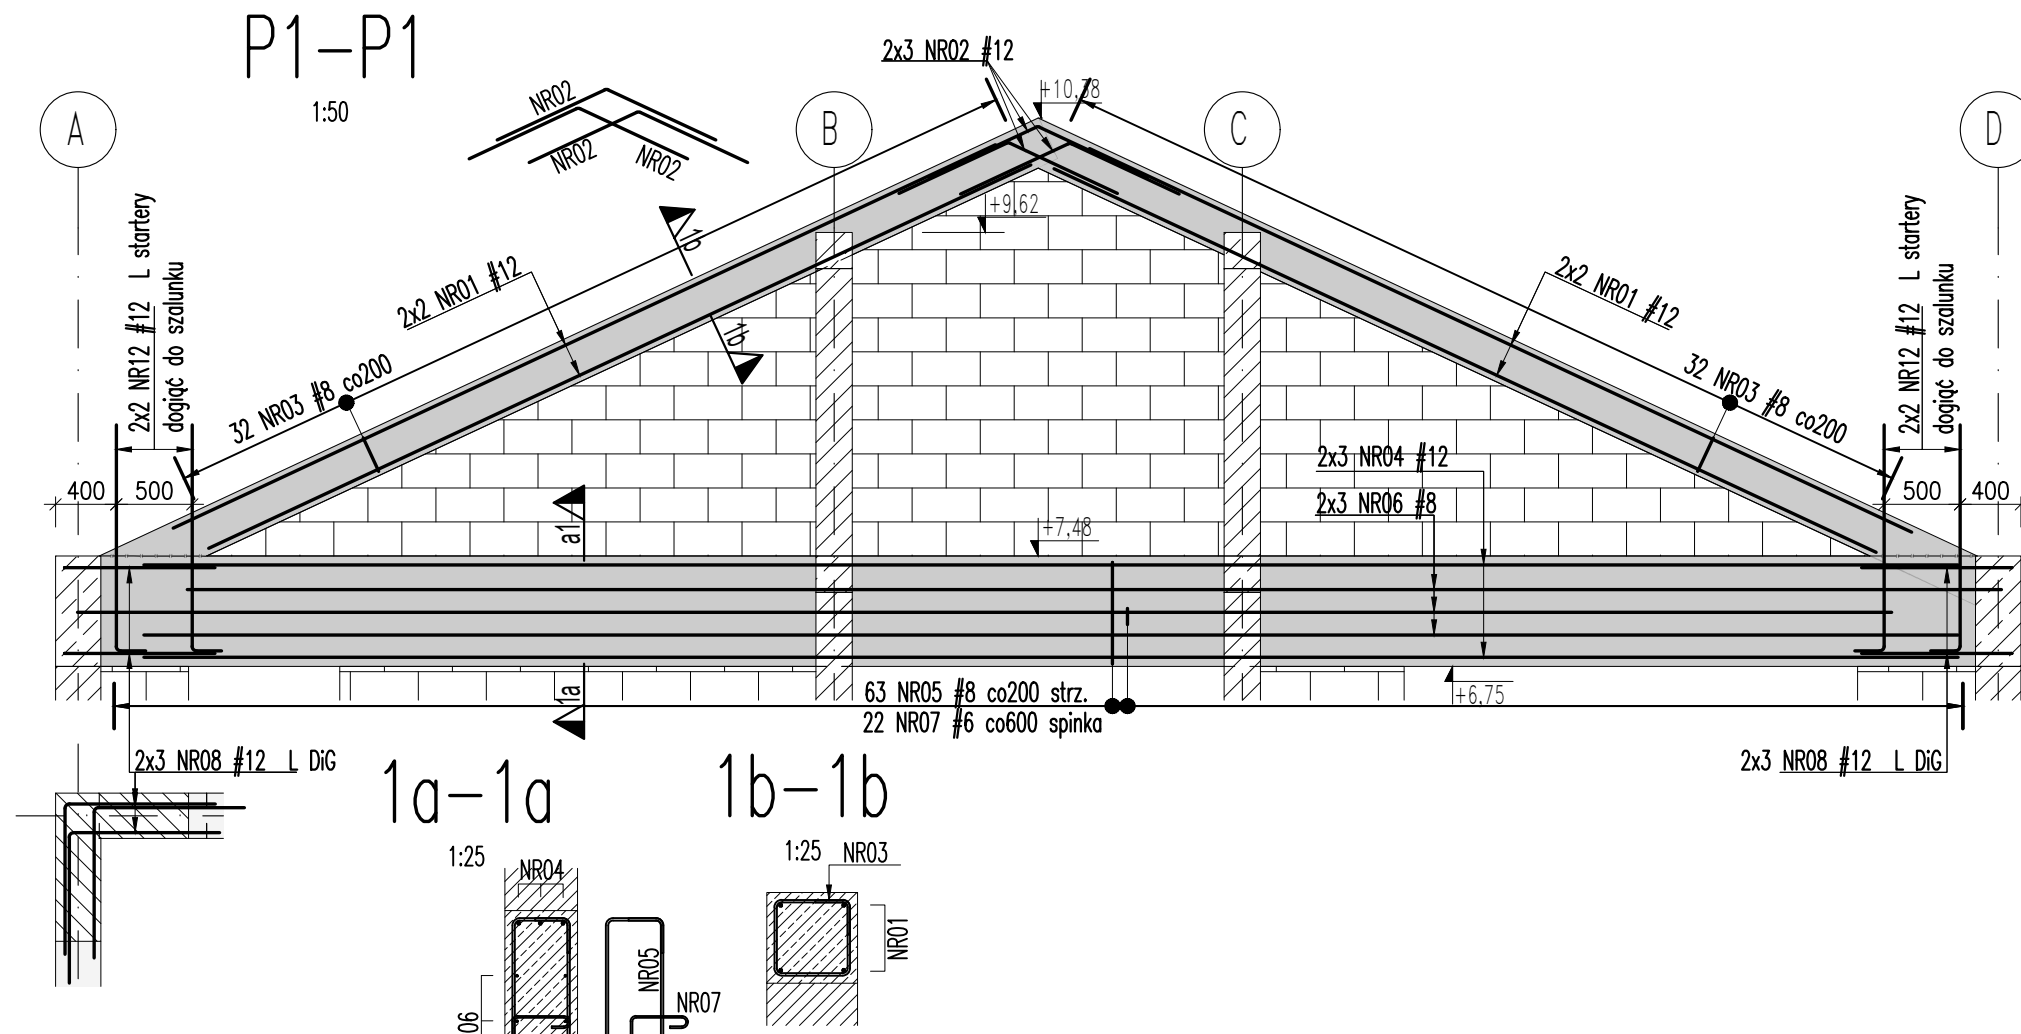 P1-P1
1:50
A
B
C
D
NR02
NR02
NR02
2x3 NR02 #12
+10,38
+9,62
1b
1b
2x2 NR01 #12
2x2 NR01 #12
32 NR03 #8 co200
32 NR03 #8 co200
2x2 NR12 #12 L startery
dogiąć do szalunku
2x2 NR12 #12 L startery
dogiąć do szalunku
400
500
500
400
2x3 NR04 #12
2x3 NR06 #8
+7,48
a1
1a
63 NR05 #8 co200 strz.
22 NR07 #6 co600 spinka
+6,75
2x3 NR08 #12 L DiG
2x3 NR08 #12 L DiG
1a-1a
1:25
NR04
NR05
NR07
06
1b-1b
1:25
NR03
NR01